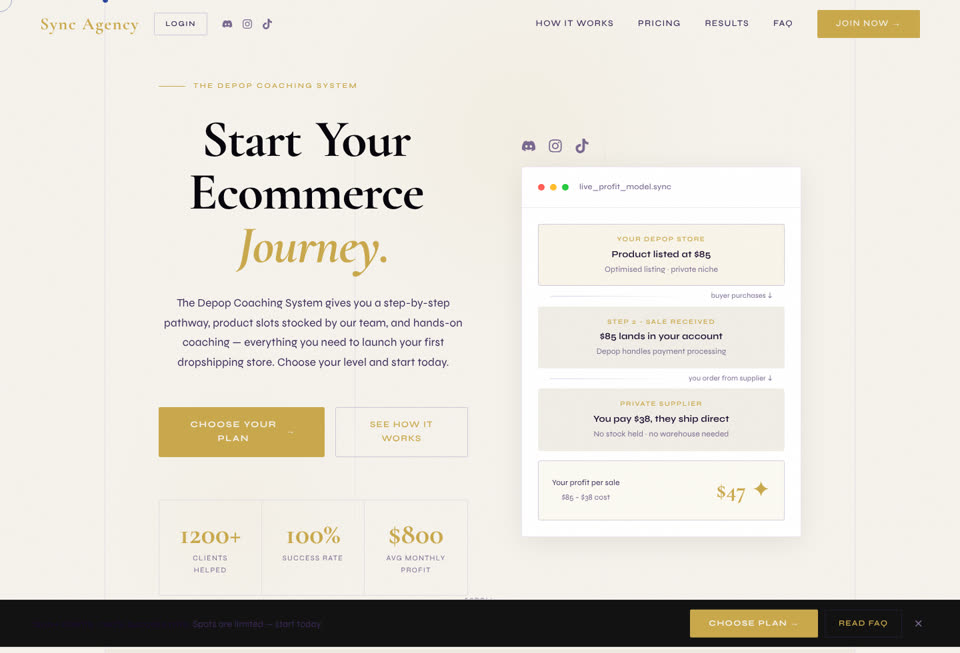 Sync Agency
LOGIN
HOW IT WORKS
PRICING
RESULTS
FAQ
JOIN NOW →
THE DEPOP COACHING SYSTEM
Start Your
Ecommerce
Journey.
The Depop Coaching System gives you a step-by-step
pathway, product slots stocked by our team, and hands-on
coaching — everything you need to launch your first
dropshipping store. Choose your level and start today.
CHOOSE YOUR
PLAN →
SEE HOW IT
WORKS
1200+
CLIENTS
HELPED
100%
SUCCESS RATE
$800
AVG MONTHLY
PROFIT
live_profit_model.sync
YOUR DEPOP STORE
Product listed at $85
Optimised listing · private niche
buyer purchases ↓
STEP 2 - SALE RECEIVED
$85 lands in your account
Depop handles payment processing
you order from supplier ↓
PRIVATE SUPPLIER
You pay $38, they ship direct
No stock held · no warehouse needed
Your profit per sale
$85 - $38 cost
$47 ✦
Spots are limited — start today.
CHOOSE PLAN →
READ FAQ
✕